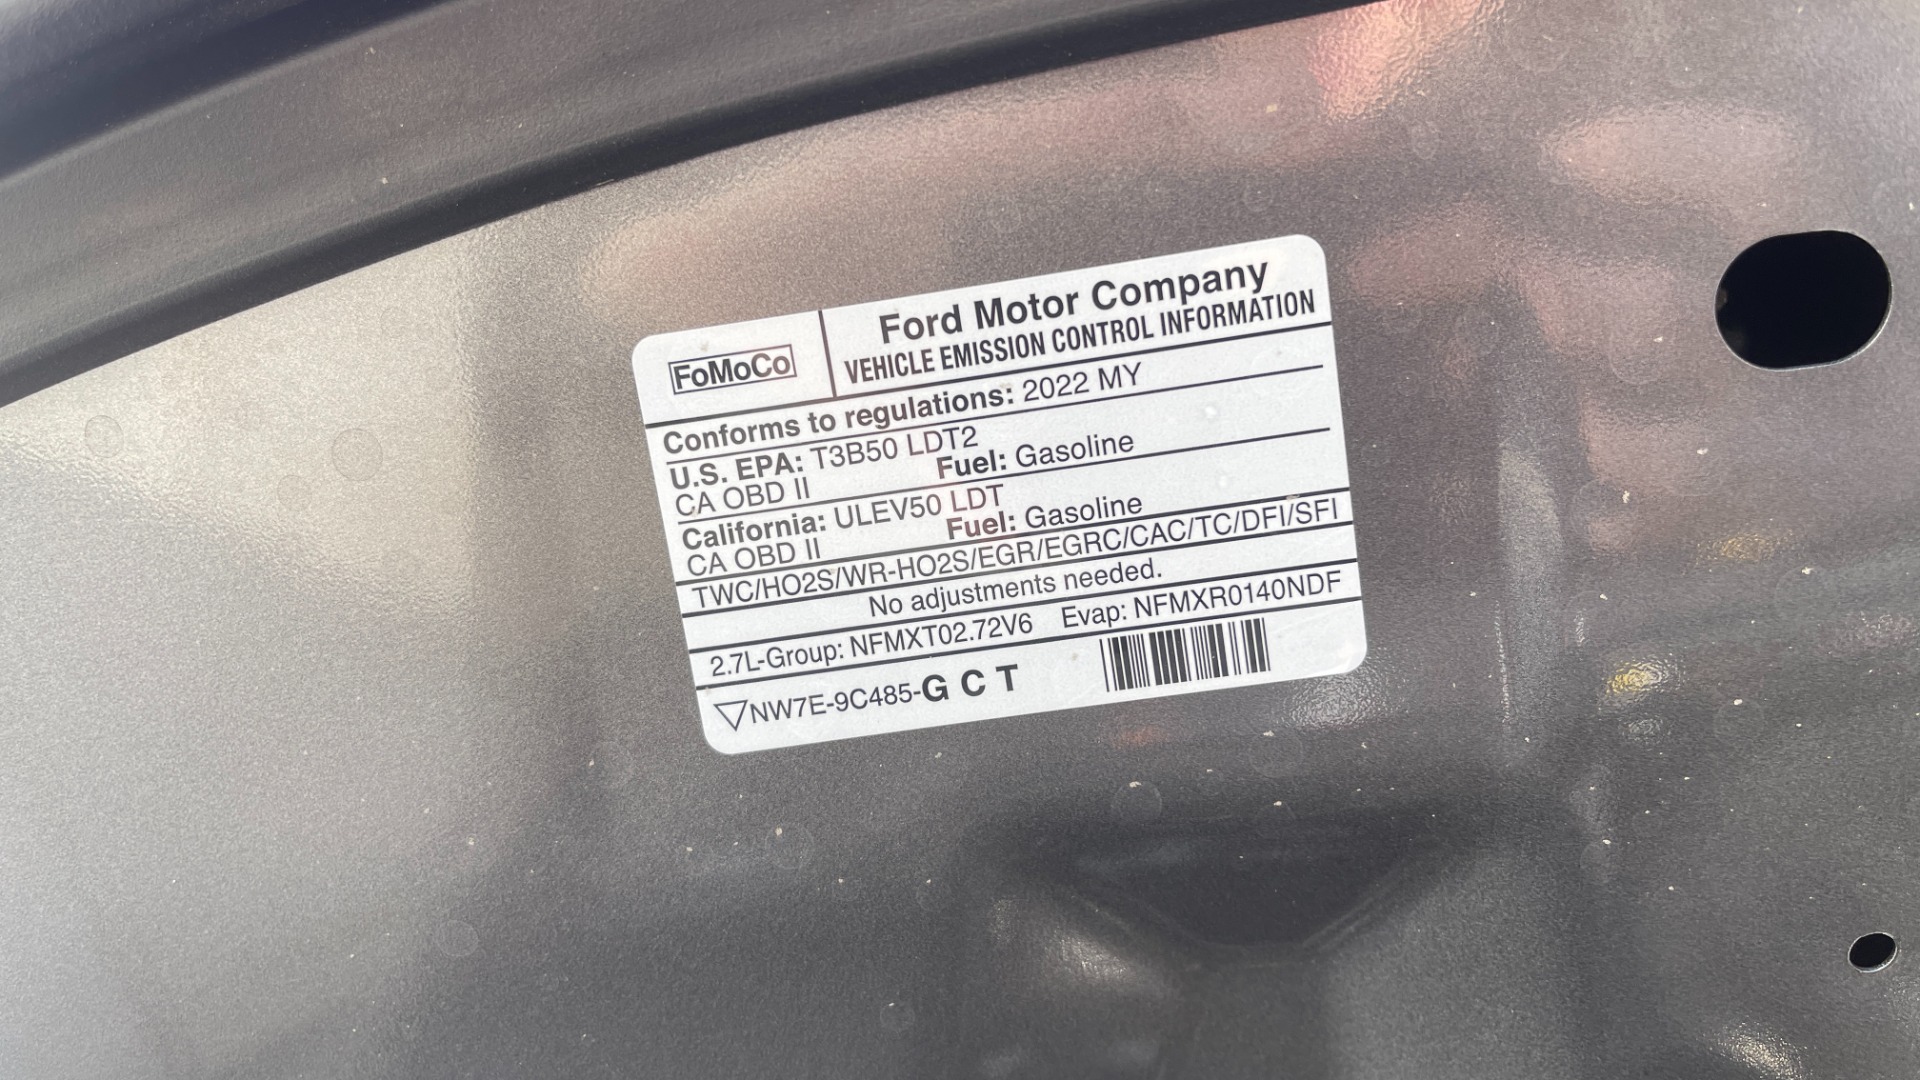 FoMoCo
Ford Motor Company
VEHICLE EMISSION CONTROL INFORMATION
Conforms to regulations: 2022 MY
U.S. EPA: T3B50 LDT2
CA OBD II Fuel: Gasoline
California: ULEV50 LDT
CA OBD II Fuel: Gasoline
TWC/HO2S/WR-HO2S/EGR/EGRC/CAC/TC/DFI/SFI
No adjustments needed.
2.7L-Group: NFMXT02.72V6 Evap: NFMXR0140NDF
NW7E-9C485-G C T